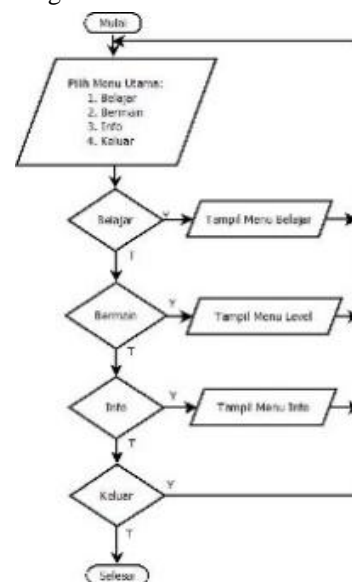 Mulai
Pilih Menu Utama:
1. Belajar
2. Bermain
3. Info
4. Keluar
Belajar
Y
Tampil Menu Belajar
T
Bermain
Y
Tampil Menu Level
T
Info
Y
Tampil Menu Info
T
Keluar
Y
T
Selesai